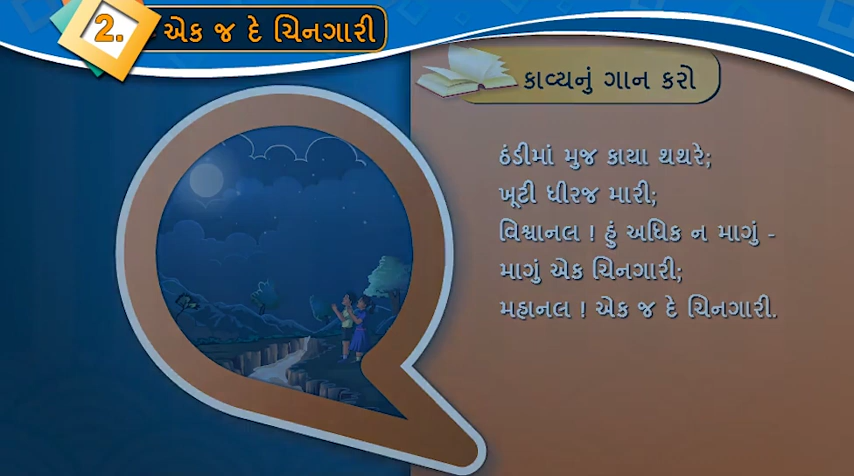 2. એક જ દે ચિનગારી
કાવ્યનું ગાન કરો
ઠંડીમાં મુજ કાયા થથરે;
ખૂટી ધીરજ મારી;
વિશ્વાનલ ! હું અધિક ન માગું -
માગું એક ચિનગારી;
મહાનલ ! એક જ દે ચિનગારી.